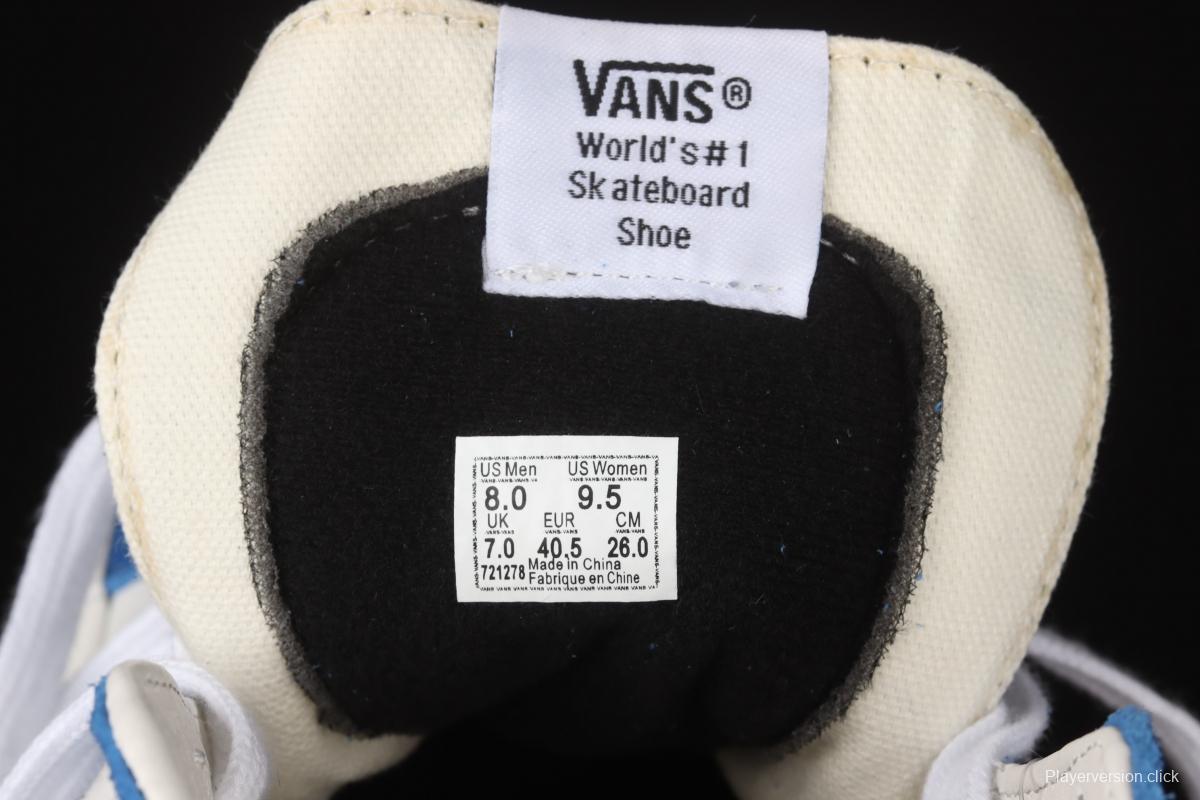 VANS®
World's#1
Skateboard
Shoe
US Men US Women
8.0 9.5
UK EUR CM
7.0 40.5 26.0
721278 Made in China
Fabrique en Chine
Playerversion.click